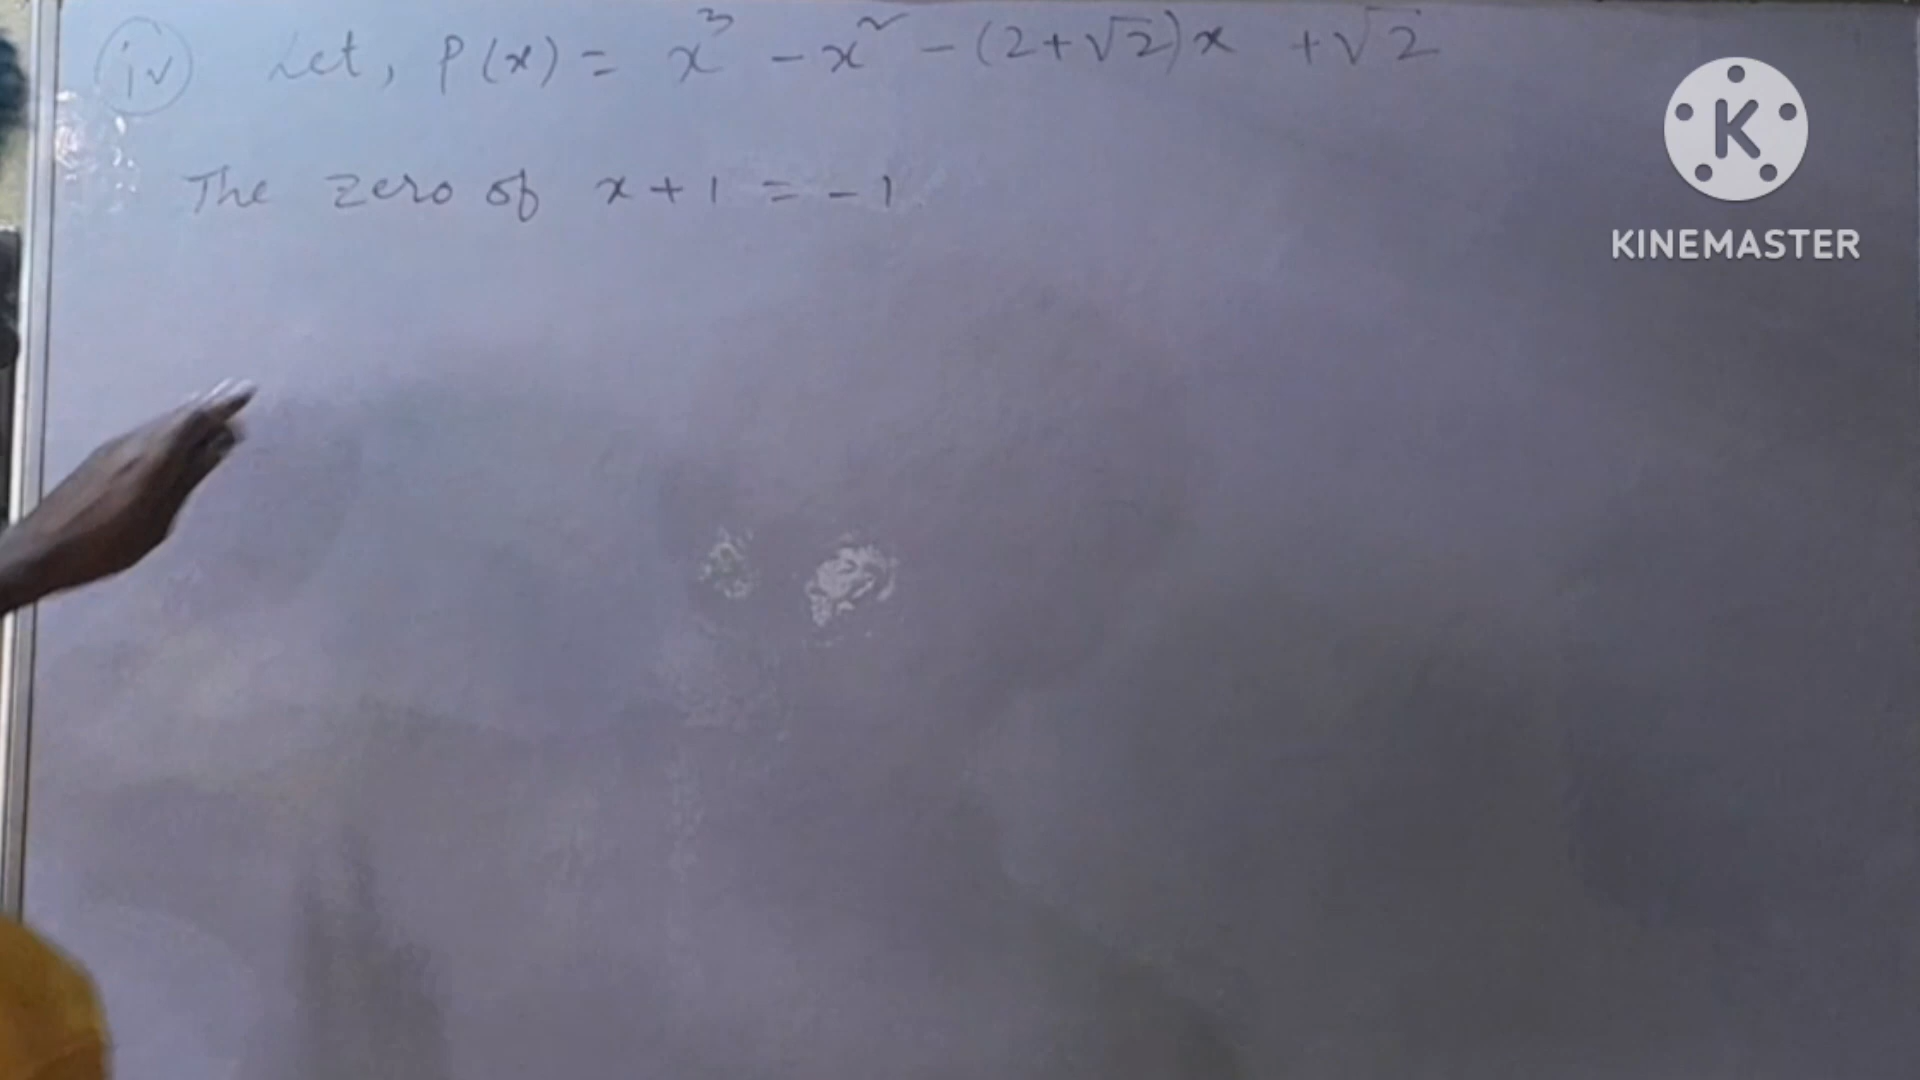 (iv) Let, P(x) = x³ - x² - (2+√2)x + √2
The zero of x + 1 = -1
K
KINEMASTER